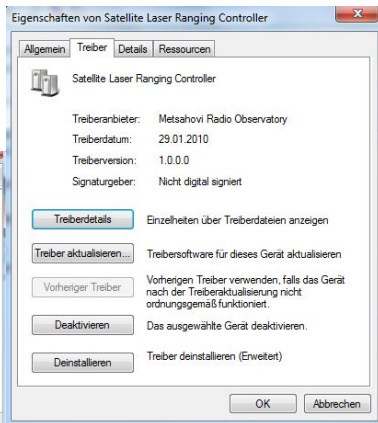 Eigenschaften von Satellite Laser Ranging Controller
Allgemein Treiber Details Ressourcen
Satellite Laser Ranging Controller
Treiberanbieter: Metsahovi Radio Observatory
Treiberdatum: 29.01.2010
Treiberversion: 1.0.0.0
Signaturgeber: Nicht digital signiert
Treiberdetails Einzelheiten über Treiberdateien anzeigen
Treiber aktualisieren... Treibersoftware für dieses Gerät aktualisieren
Vorheriger Treiber Vorherigen Treiber verwenden, falls das Gerät
nach der Treiberaktualisierung nicht
ordnungsgemäß funktioniert.
Deaktivieren Das ausgewählte Gerät deaktivieren.
Deinstallieren Treiber deinstallieren (Erweitert)
OK Abbrechen